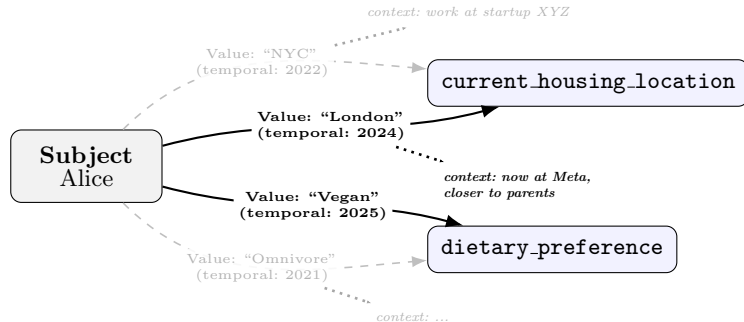 context: work at startup XYZ
Value: “NYC”
(temporal: 2022)
current_housing_location
Value: “London”
(temporal: 2024)
Subject
Alice
context: now at Meta,
closer to parents
Value: “Vegan”
(temporal: 2025)
dietary_preference
Value: “Omnivore”
(temporal: 2021)
context: ...